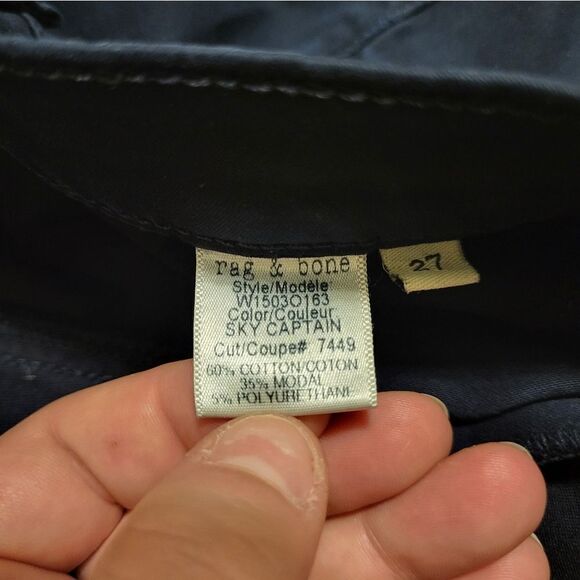 rag & bone
Style/Modèle
W1503O163
Color/Couleur
SKY CAPTAIN
Cut/Coupe# 7449
60% COTTON/COTON
35% MODAL
5% POLYURETHANE
27